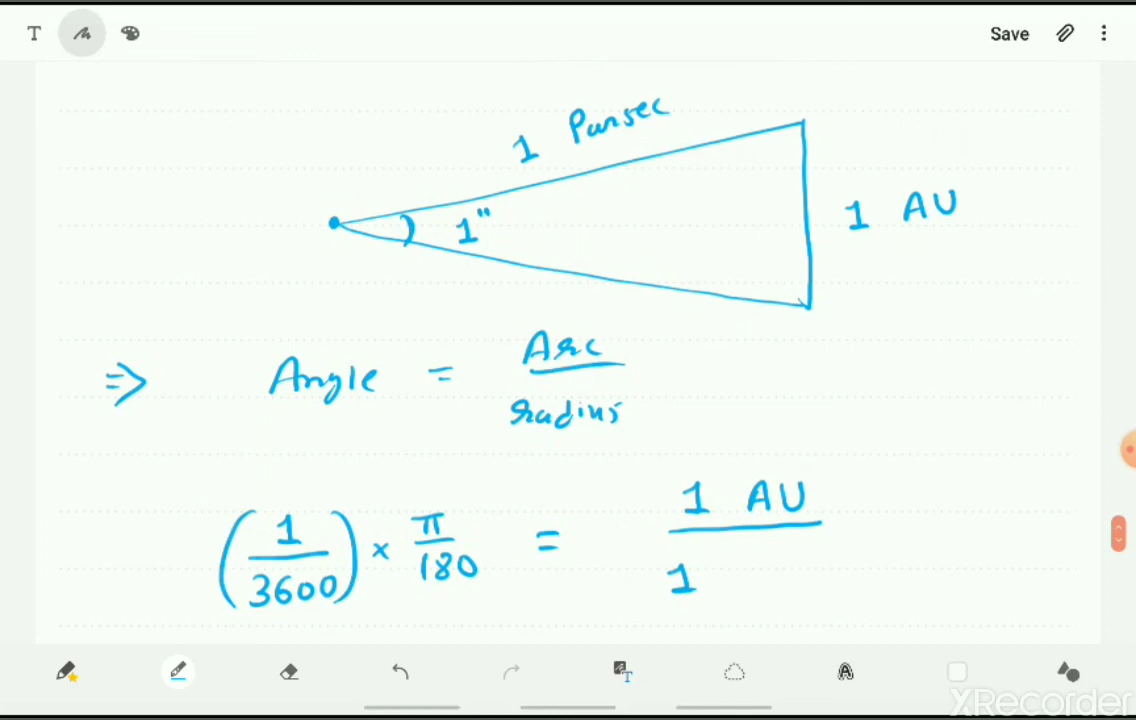 T Save
1 Parsec
1"
1 AU
⇒ Angle = Arc / radius
(1/3600) × π/180 = 1 AU / 1
T A
XRecorder